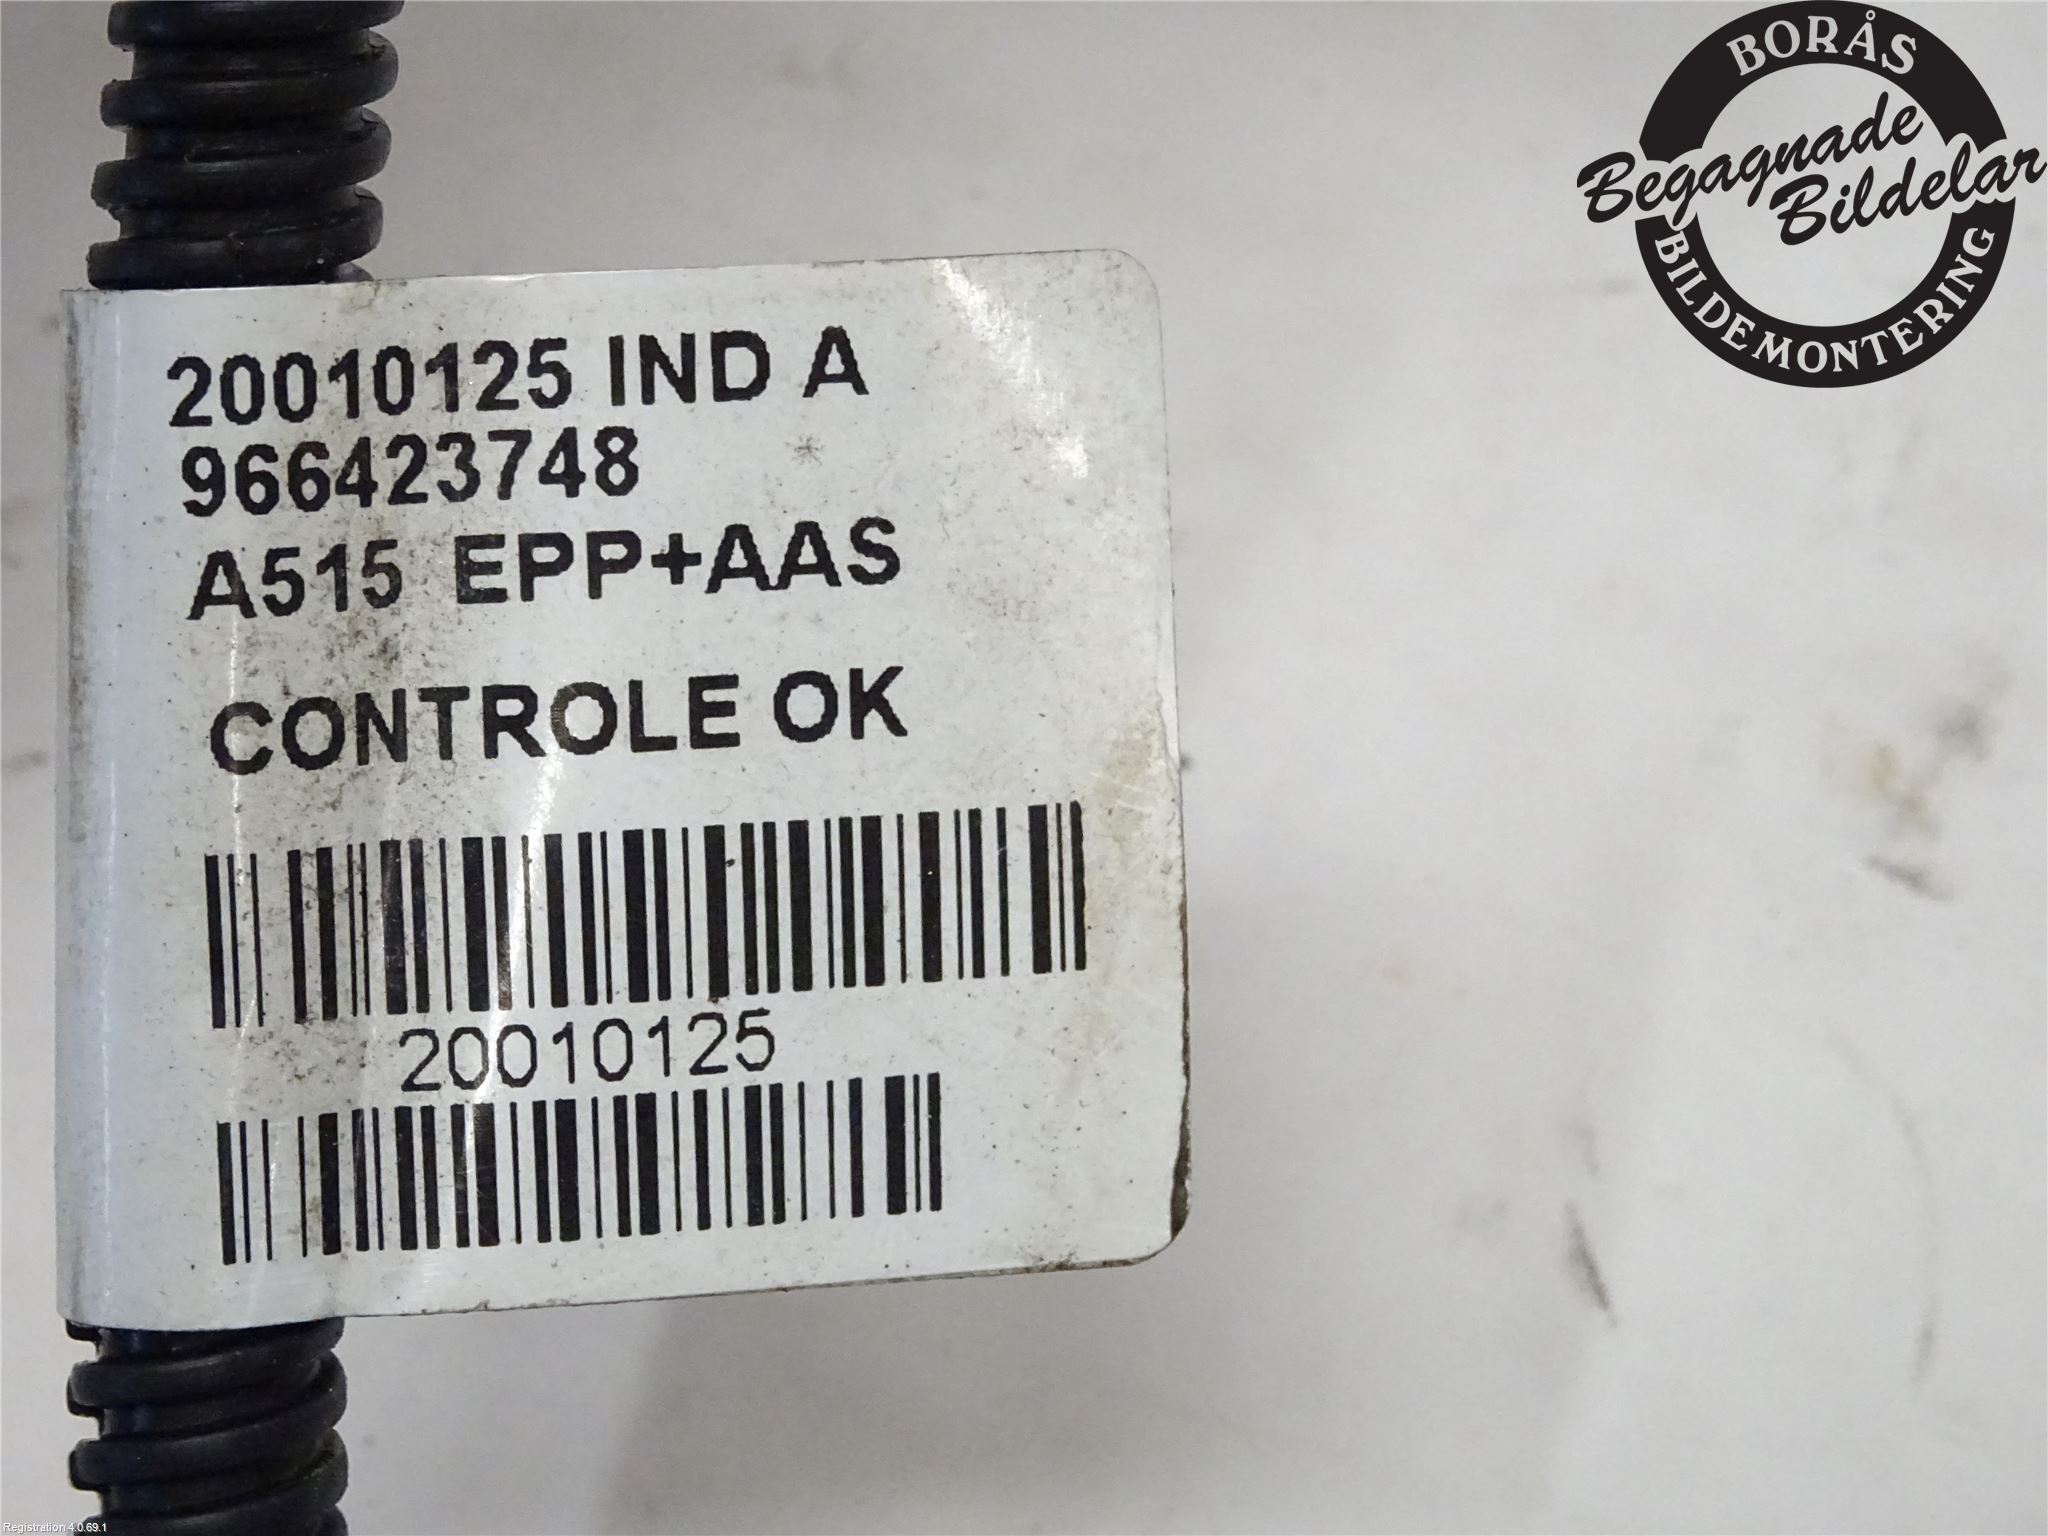 BORÅS
Begagnade
Bildelar
BILDEMONTERING
20010125 IND A
966423748
A515 EPP+AAS
CONTROLE OK
20010125
Registration 4.0.69.1